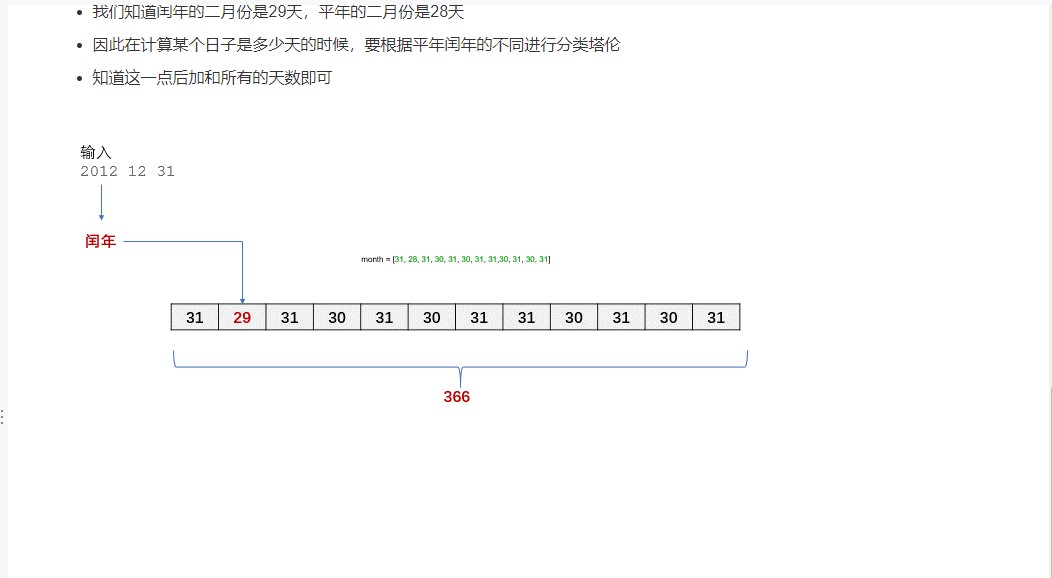 我们知道闰年的二月份是29天，平年的二月份是28天
因此在计算某个日子是多少天的时候，要根据平年闰年的不同进行分类塔伦
知道这一点后加和所有的天数即可
输入
2012 12 31
闰年
month = [31, 28, 31, 30, 31, 30, 31, 31,30, 31, 30, 31]
31 29 31 30 31 30 31 31 30 31 30 31
366